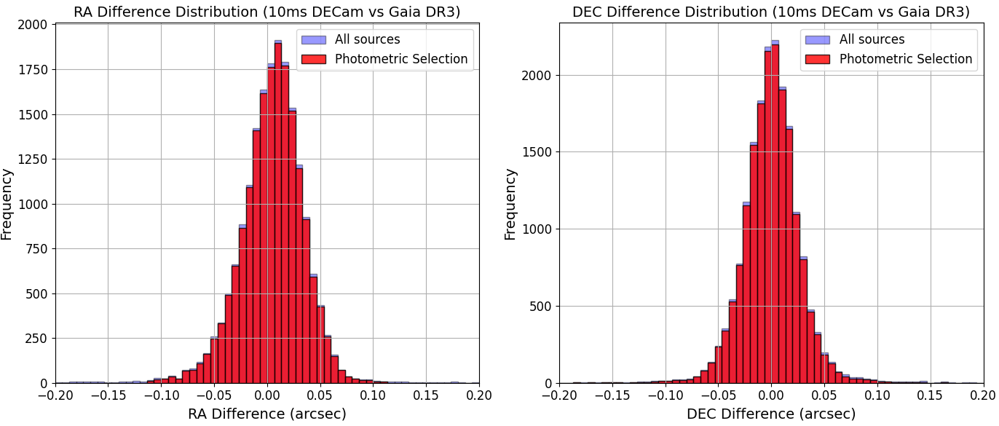 RA Difference Distribution (10ms DECam vs Gaia DR3)
All sources
Photometric Selection
Frequency
2000
1750
1500
1250
1000
750
500
250
0
−0.20 −0.15 −0.10 −0.05 0.00 0.05 0.10 0.15 0.20
RA Difference (arcsec)
DEC Difference Distribution (10ms DECam vs Gaia DR3)
All sources
Photometric Selection
Frequency
2000
1500
1000
500
0
−0.20 −0.15 −0.10 −0.05 0.00 0.05 0.10 0.15 0.20
DEC Difference (arcsec)